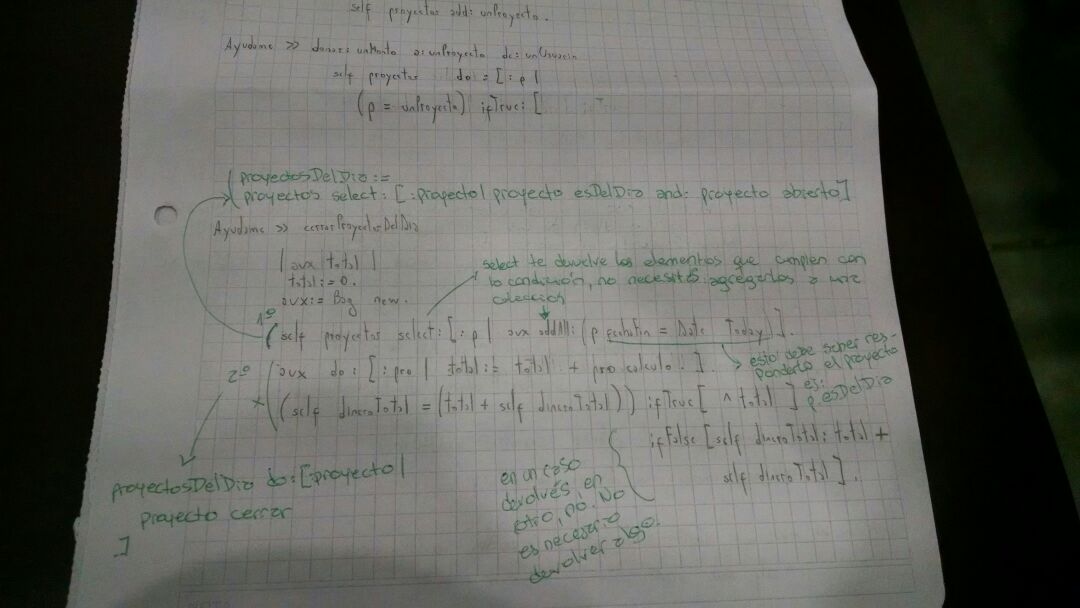 self proyectos add: unProyecto.
Ayudame >> donar: unMonto a: unProyecto de: unUsuario
self proyectos do: [:p |
(p = unProyecto) ifTrue: [
proyectosDelDia :=
proyectos select: [:proyecto | proyecto esDelDia and: proyecto abierto]
Ayudame >> cerrarProyectosDelDia
| aux total |
total := 0.
aux := Bag new.
select te devuelve los elementos que cumplen con
la condición, no necesitás agregarlos a una
colección
1º (self proyectos select: [:p | aux addAll: (p fechaFin = Date Today)].
esto debe saber res-
ponderlo el proyecto
es:
p esDelDia
2º (aux do: [:pro | total := total + pro calculo.].
* ((self dineroTotal = (total + self dineroTotal)) ifTrue [^ total]
ifFalse [self dineroTotal: total +
self dineroTotal].
en un caso
devolvés, en
otro, no. No
es necesario
devolver algo.
proyectosDelDia do: [:proyecto |
proyecto cerrar
]